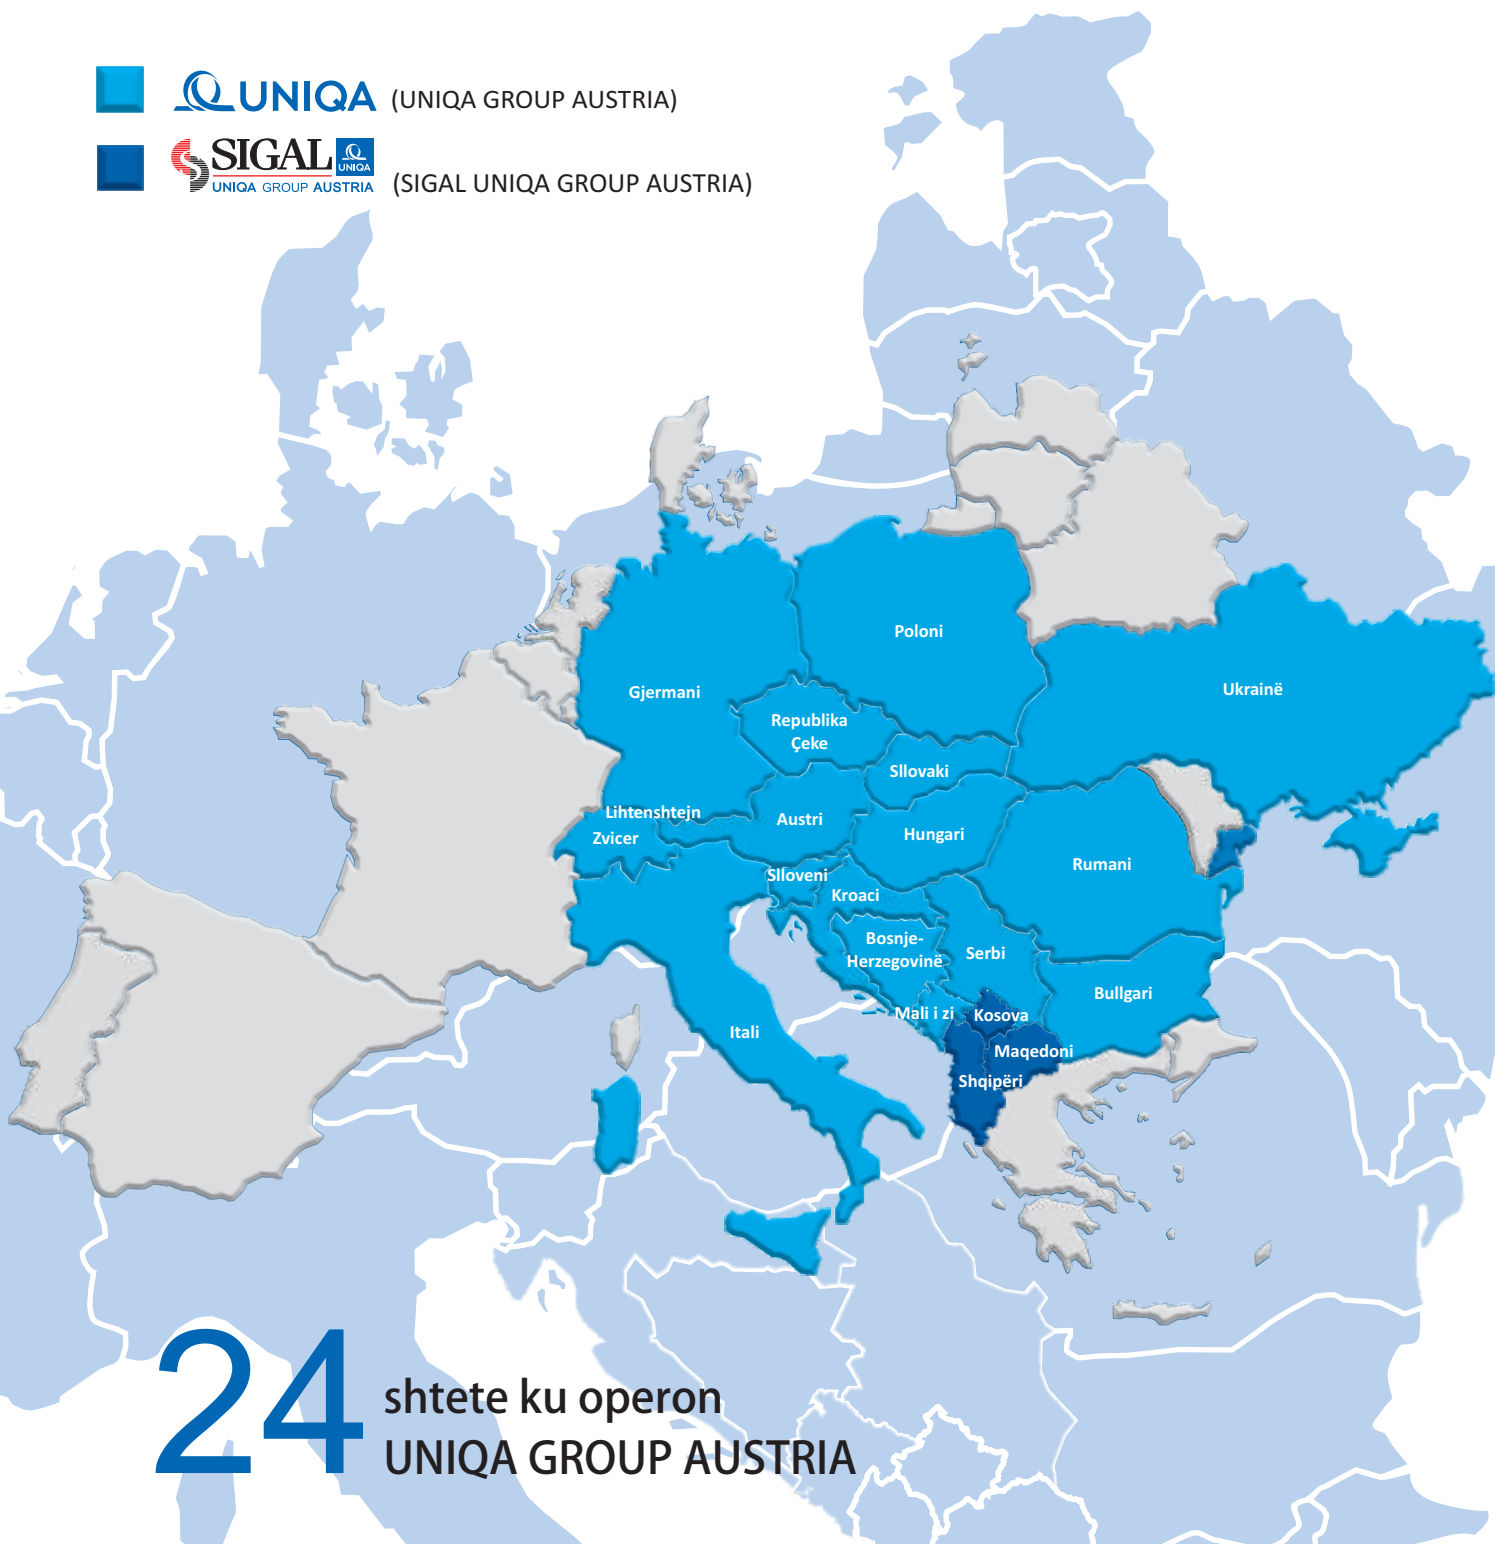 UNIQA (UNIQA GROUP AUSTRIA)
SIGAL UNIQA
UNIQA GROUP AUSTRIA (SIGAL UNIQA GROUP AUSTRIA)
Poloni
Gjermani
Ukrainë
Republika
Çeke
Sllovaki
Lihtenshtejn
Austri
Zvicer
Hungari
Rumani
Slloveni
Kroaci
Bosnje-
Herzegovinë
Serbi
Bullgari
Mali i zi
Kosova
Itali
Maqedoni
Shqipëri
24 shtete ku operon
UNIQA GROUP AUSTRIA